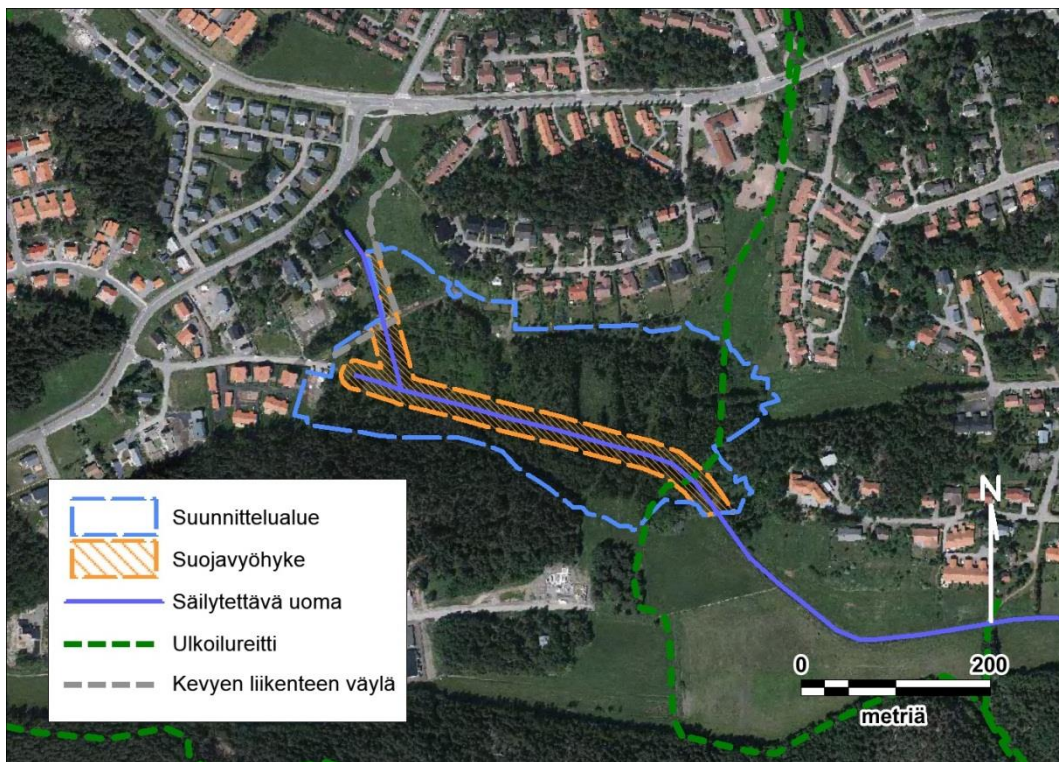 Suunnittelualue
Suojavyöhyke
Säilytettävä uoma
Ulkoilureitti
Kevyen liikenteen väylä
N
0 200
metriä